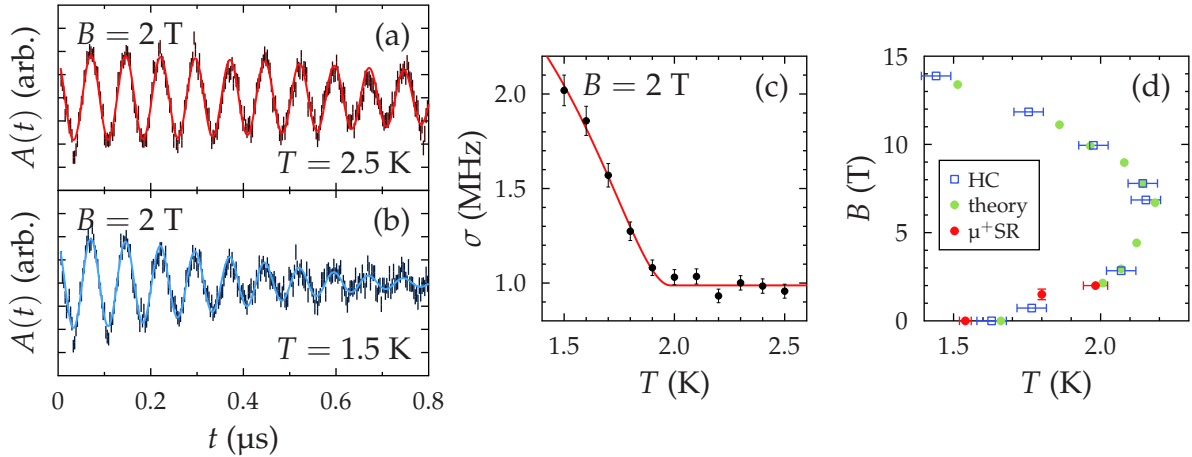 B = 2 T
(a)
A(t) (arb.)
T = 2.5 K
B = 2 T
(b)
A(t) (arb.)
T = 1.5 K
0 0.2 0.4 0.6 0.8
t (μs)
B = 2 T
(c)
σ (MHz)
2.0
1.5
1.0
1.5 2.0 2.5
T (K)
(d)
B (T)
15
10
5
0
HC
theory
μ⁺SR
1.5 2.0
T (K)